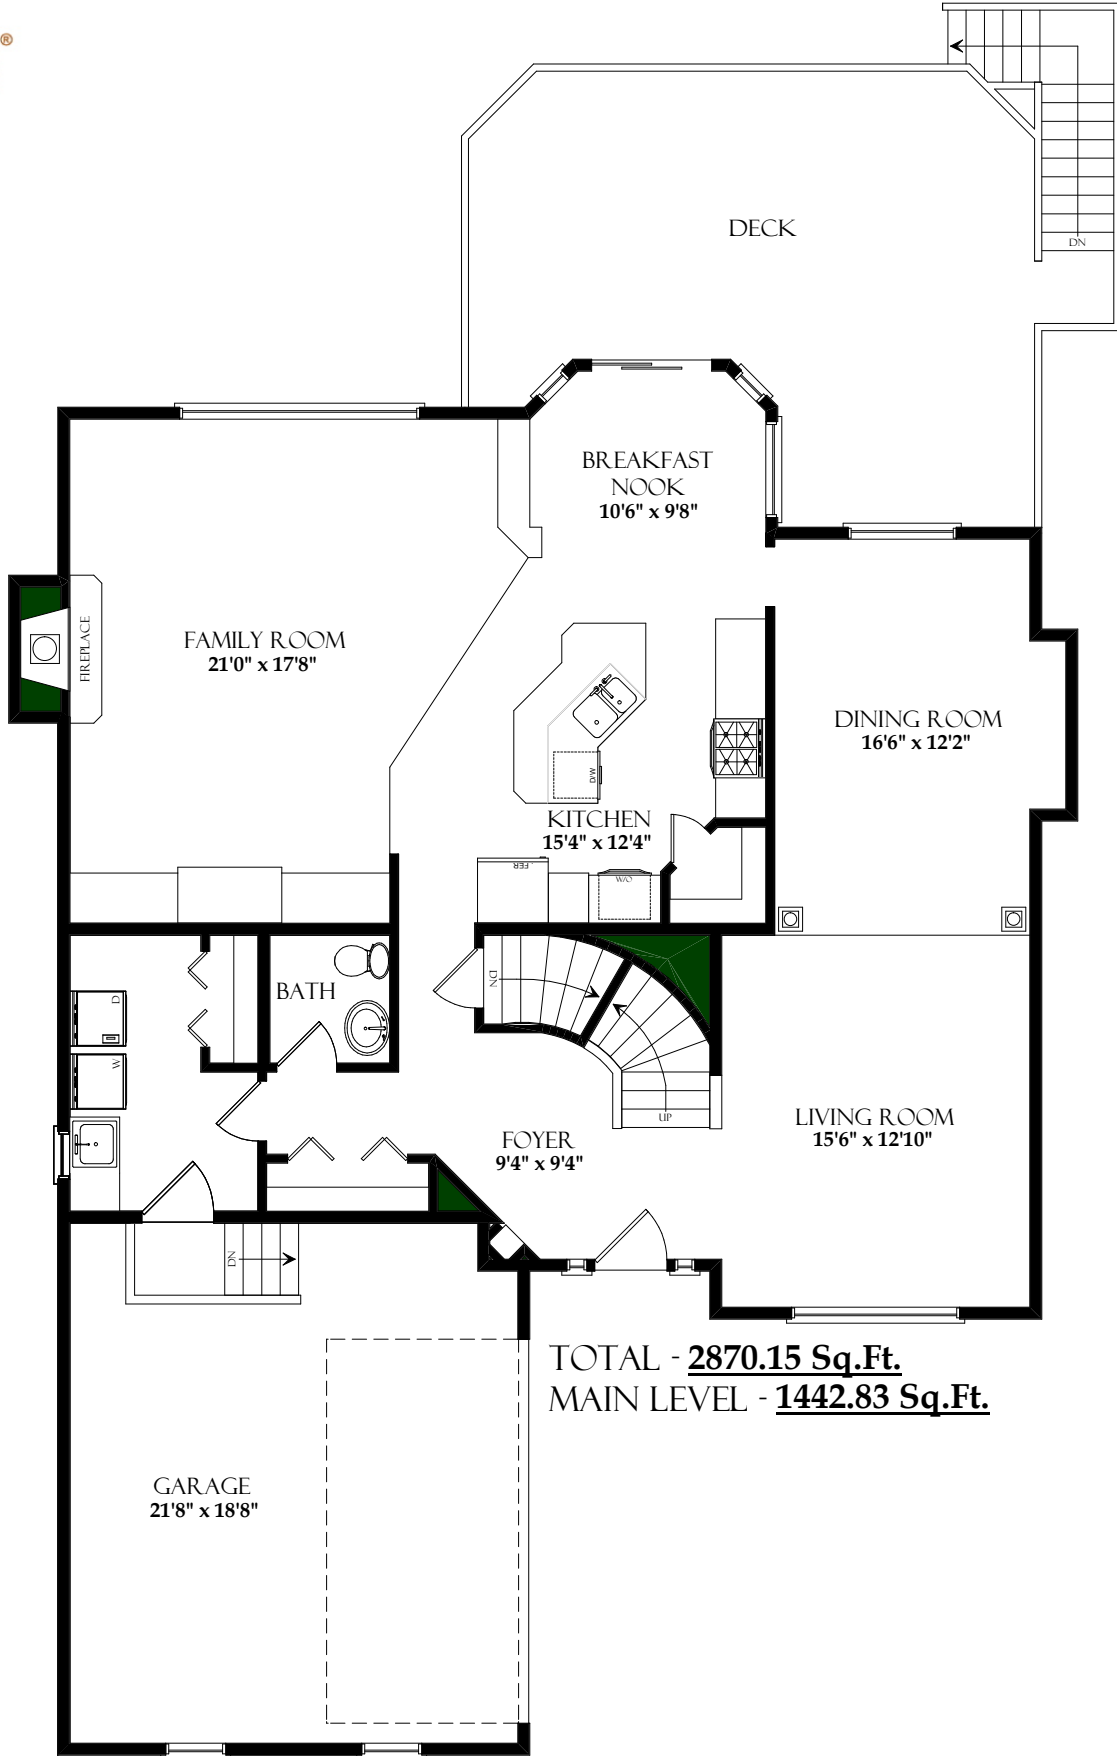 ®
DECK
DN
BREAKFAST
NOOK
10'6" x 9'8"
FIREPLACE
FAMILY ROOM
21'0" x 17'8"
DINING ROOM
16'6" x 12'2"
D/W
KITCHEN
15'4" x 12'4"
W/O
DN
BATH
D
W
UP
LIVING ROOM
15'6" x 12'10"
FOYER
9'4" x 9'4"
DN
TOTAL - 2870.15 Sq.Ft.
MAIN LEVEL - 1442.83 Sq.Ft.
GARAGE
21'8" x 18'8"